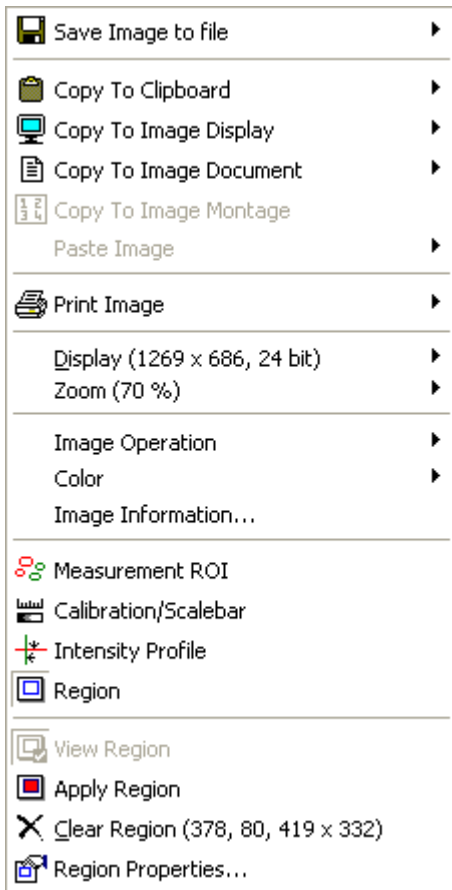 Save Image to file
Copy To Clipboard
Copy To Image Display
Copy To Image Document
Copy To Image Montage
Paste Image
Print Image
Display (1269 x 686, 24 bit)
Zoom (70 %)
Image Operation
Color
Image Information...
Measurement ROI
Calibration/Scalebar
Intensity Profile
Region
View Region
Apply Region
Clear Region (378, 80, 419 x 332)
Region Properties...